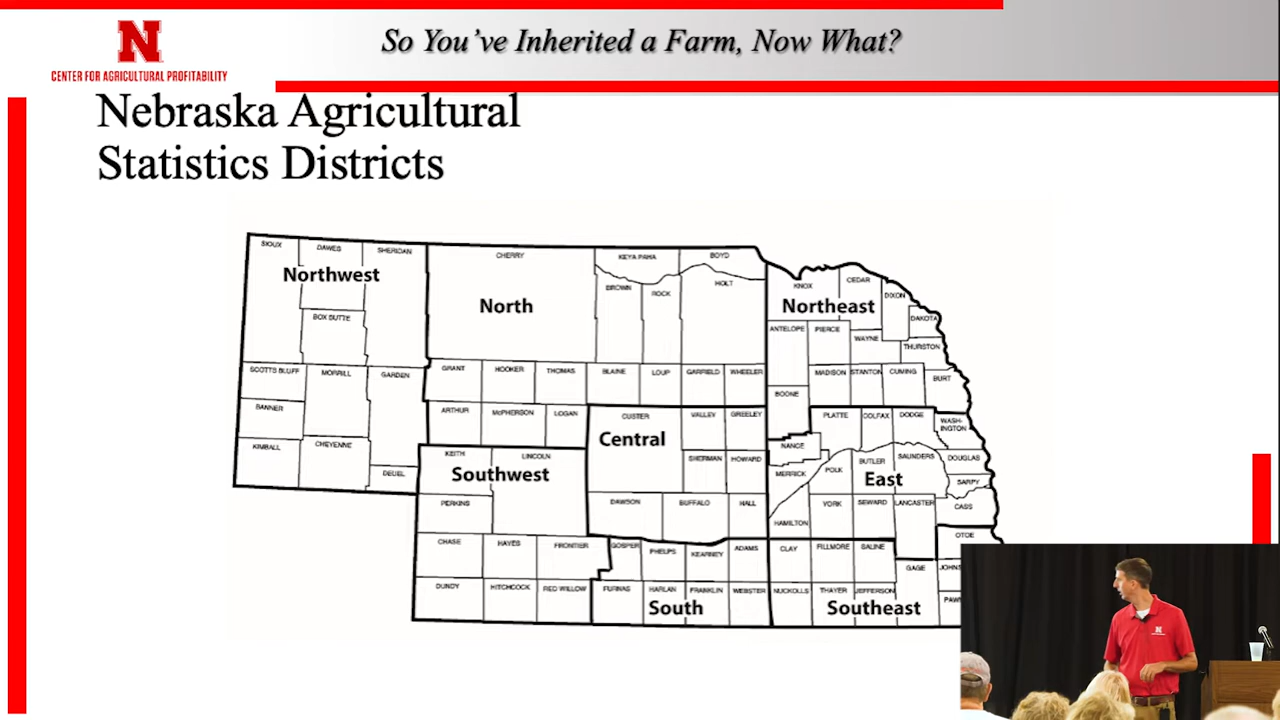 So You've Inherited a Farm, Now What?
N
CENTER FOR AGRICULTURAL PROFITABILITY
Nebraska Agricultural
Statistics Districts
SIOUX DAWES SHERIDAN CHERRY KEYA PAHA BOYD
Northwest
BROWN ROCK HOLT
North
KNOX CEDAR DIXON
Northeast
BOX BUTTE ANTELOPE PIERCE WAYNE DAKOTA THURSTON
SCOTTS BLUFF MORRILL GARDEN GRANT HOOKER THOMAS BLAINE LOUP GARFIELD WHEELER MADISON STANTON CUMING BURT
BOONE
BANNER ARTHUR McPHERSON LOGAN CUSTER VALLEY GREELEY PLATTE COLFAX DODGE WASH-
INGTON
Central
KIMBALL CHEYENNE KEITH LINCOLN SHERMAN HOWARD NANCE BUTLER SAUNDERS DOUGLAS
Southwest
DEUEL MERRICK POLK SARPY
East
PERKINS DAWSON BUFFALO HALL HAMILTON YORK SEWARD LANCASTER CASS
OTOE
CHASE HAYES FRONTIER GOSPER PHELPS KEARNEY ADAMS CLAY FILLMORE SALINE GAGE JOHNS
DUNDY HITCHCOCK RED WILLOW FURNAS HARLAN FRANKLIN WEBSTER NUCKOLLS THAYER JEFFERSON PAW
South
Southeast
N